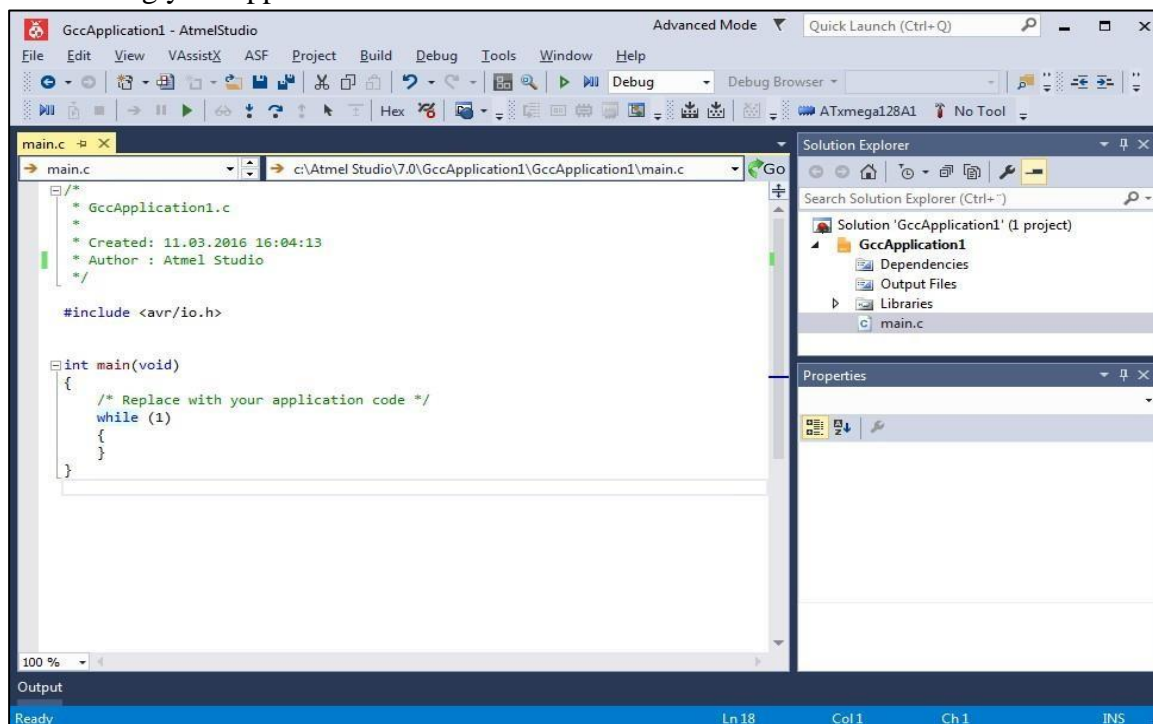 GccApplication1 - AtmelStudio
Advanced Mode
Quick Launch (Ctrl+Q)
File Edit View VAssistX ASF Project Build Debug Tools Window Help
Debug
Debug Browser
Hex
ATxmega128A1
No Tool
main.c
main.c
c:\Atmel Studio\7.0\GccApplication1\GccApplication1\main.c
Go
/*
* GccApplication1.c
*
* Created: 11.03.2016 16:04:13
* Author : Atmel Studio
*/
#include <avr/io.h>
int main(void)
{
/* Replace with your application code */
while (1)
{
}
}
100 %
Solution Explorer
Search Solution Explorer (Ctrl+¨)
Solution 'GccApplication1' (1 project)
GccApplication1
Dependencies
Output Files
Libraries
main.c
Properties
Output
Ready
Ln 18
Col 1
Ch 1
INS